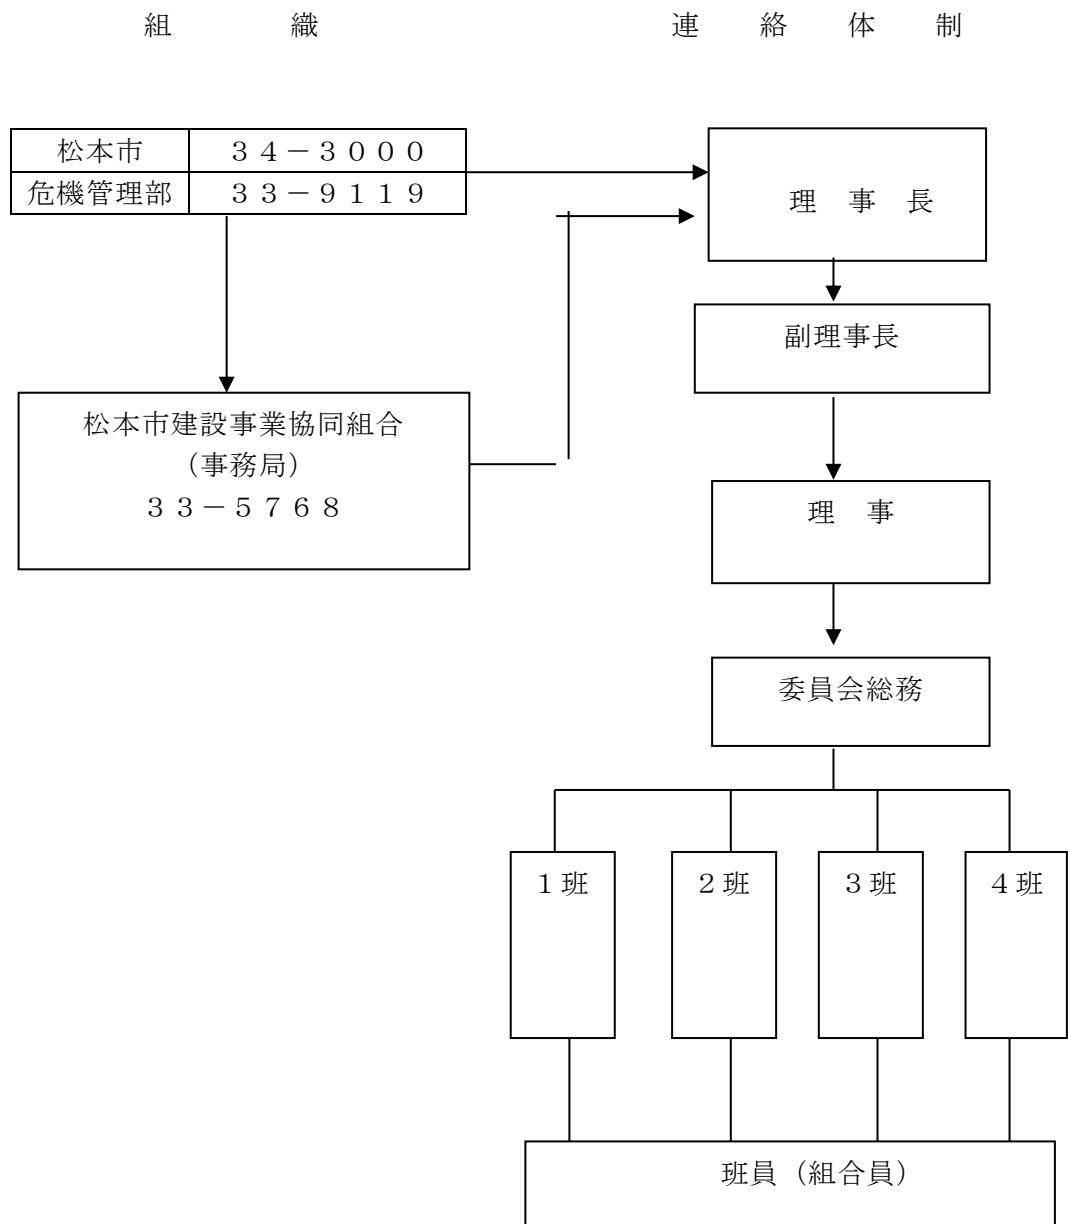 組　織　連絡体制
松本市　３４－３０００
危機管理部　３３－９１１９
理　事　長
副理事長
松本市建設事業協同組合
（事務局）
３３－５７６８
理　事
委員会総務
１班　２班　３班　４班
班員（組合員）